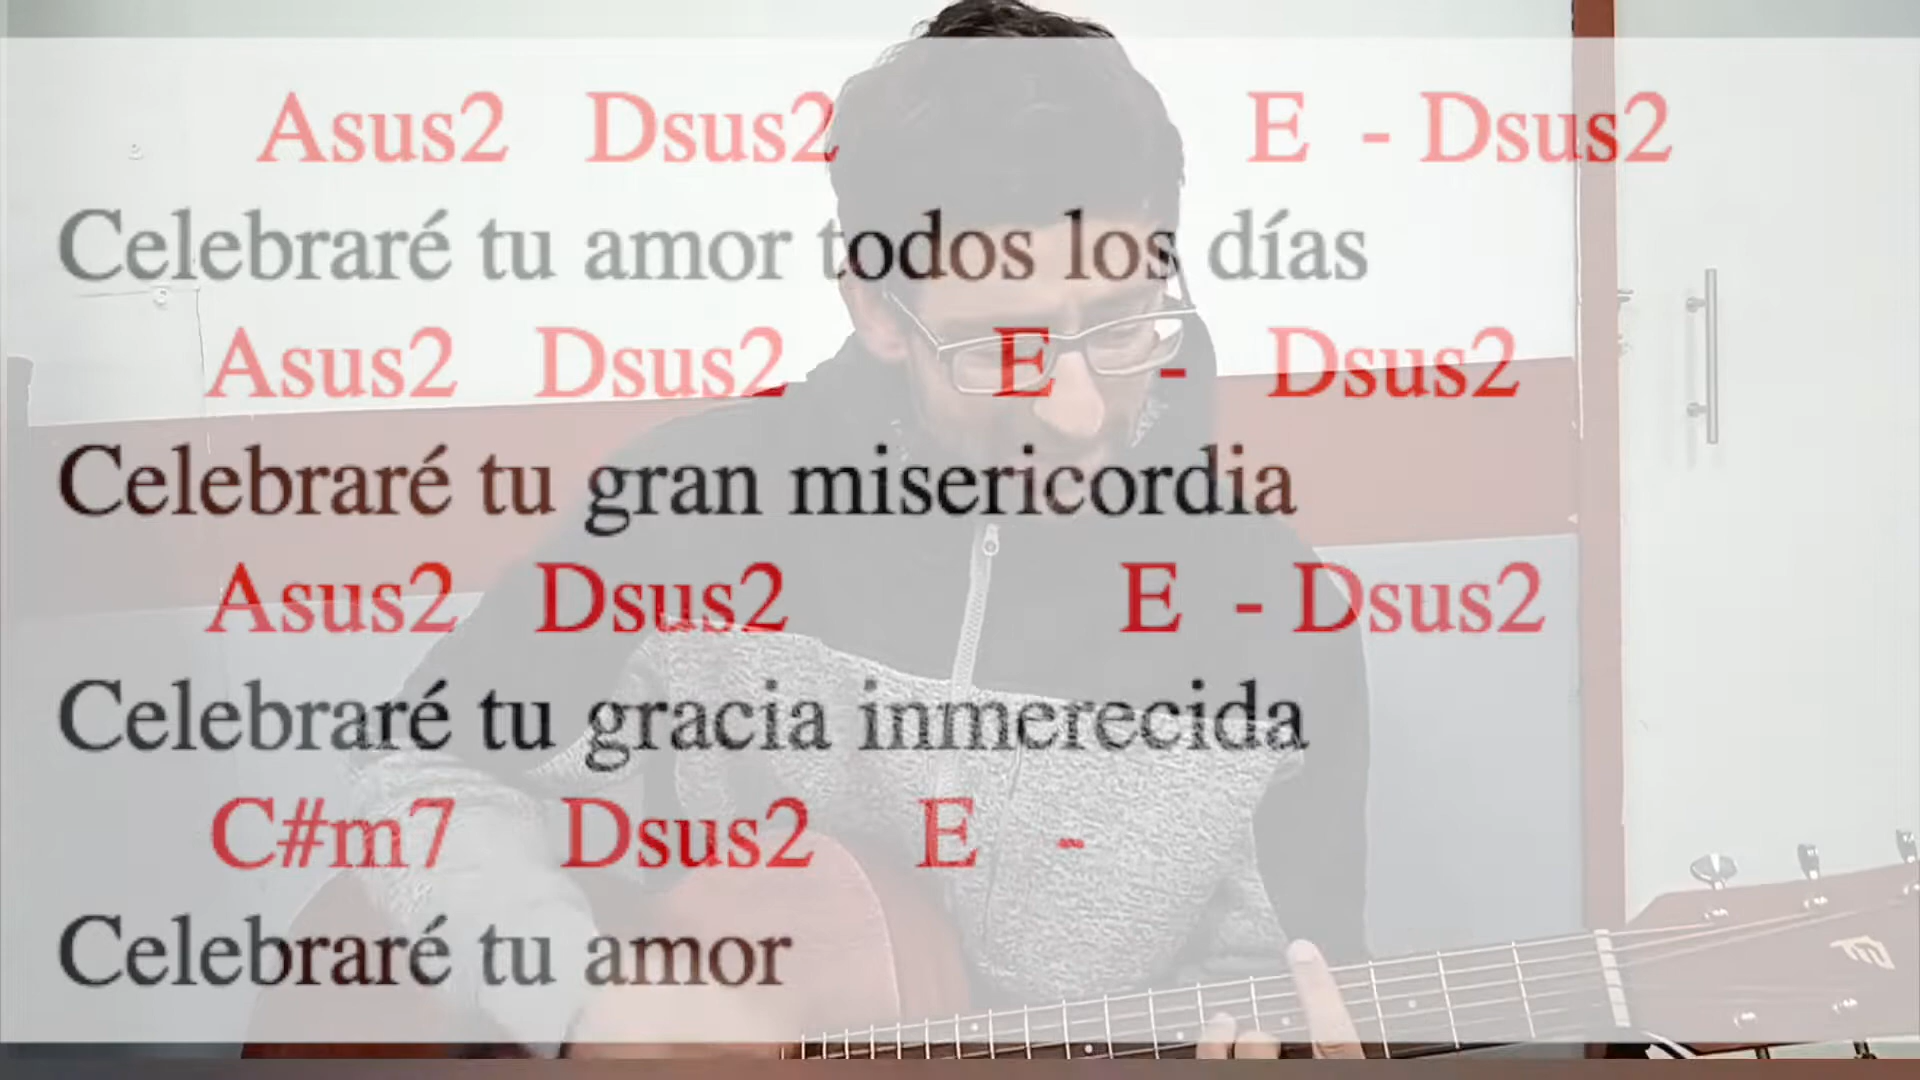 Asus2 Dsus2 E - Dsus2
Celebraré tu amor todos los días
Asus2 Dsus2 E - Dsus2
Celebraré tu gran misericordia
Asus2 Dsus2 E - Dsus2
Celebraré tu gracia inmerecida
C#m7 Dsus2 E -
Celebraré tu amor